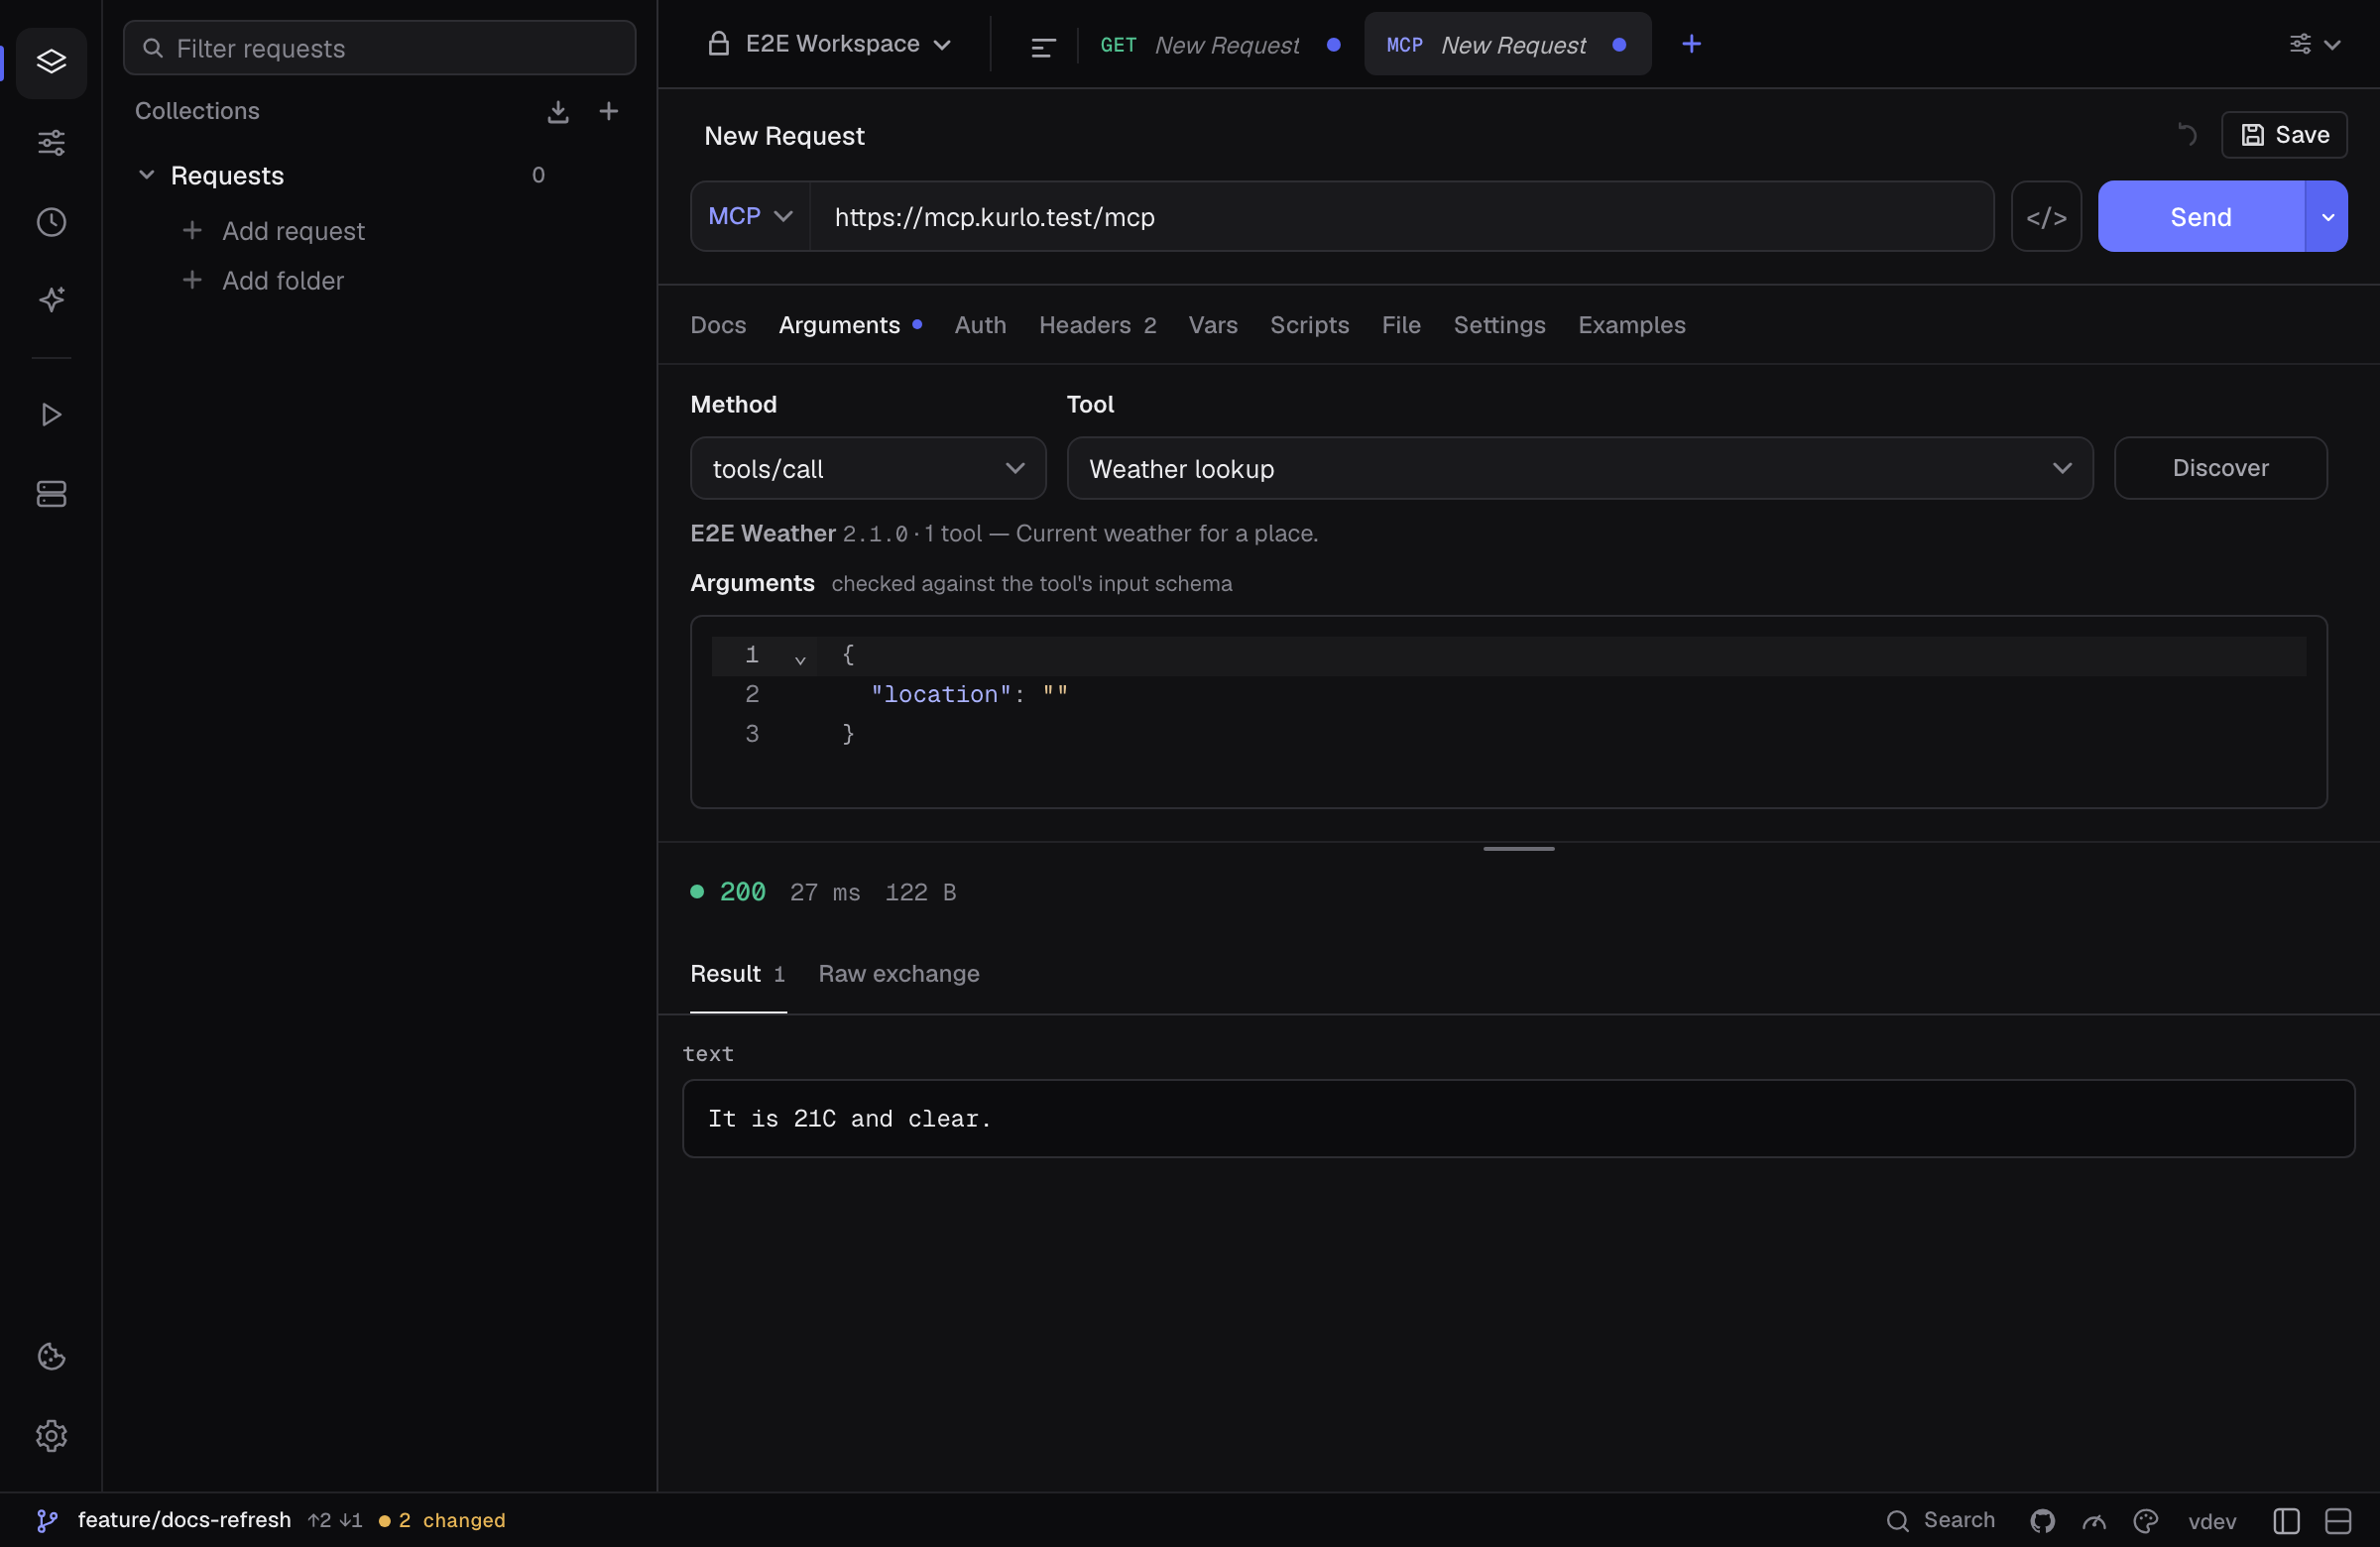 Filter requests
Collections
Requests 0
Add request
Add folder
E2E Workspace
GET New Request
MCP New Request
New Request
Save
MCP https://mcp.kurlo.test/mcp
</> Send
Docs Arguments Auth Headers 2 Vars Scripts File Settings Examples
Method Tool
tools/call Weather lookup Discover
E2E Weather 2.1.0 · 1 tool — Current weather for a place.
Arguments checked against the tool's input schema
1 {
2 "location": ""
3 }
200 27 ms 122 B
Result 1 Raw exchange
text
It is 21C and clear.
feature/docs-refresh ↑2 ↓1 2 changed
Search vdev